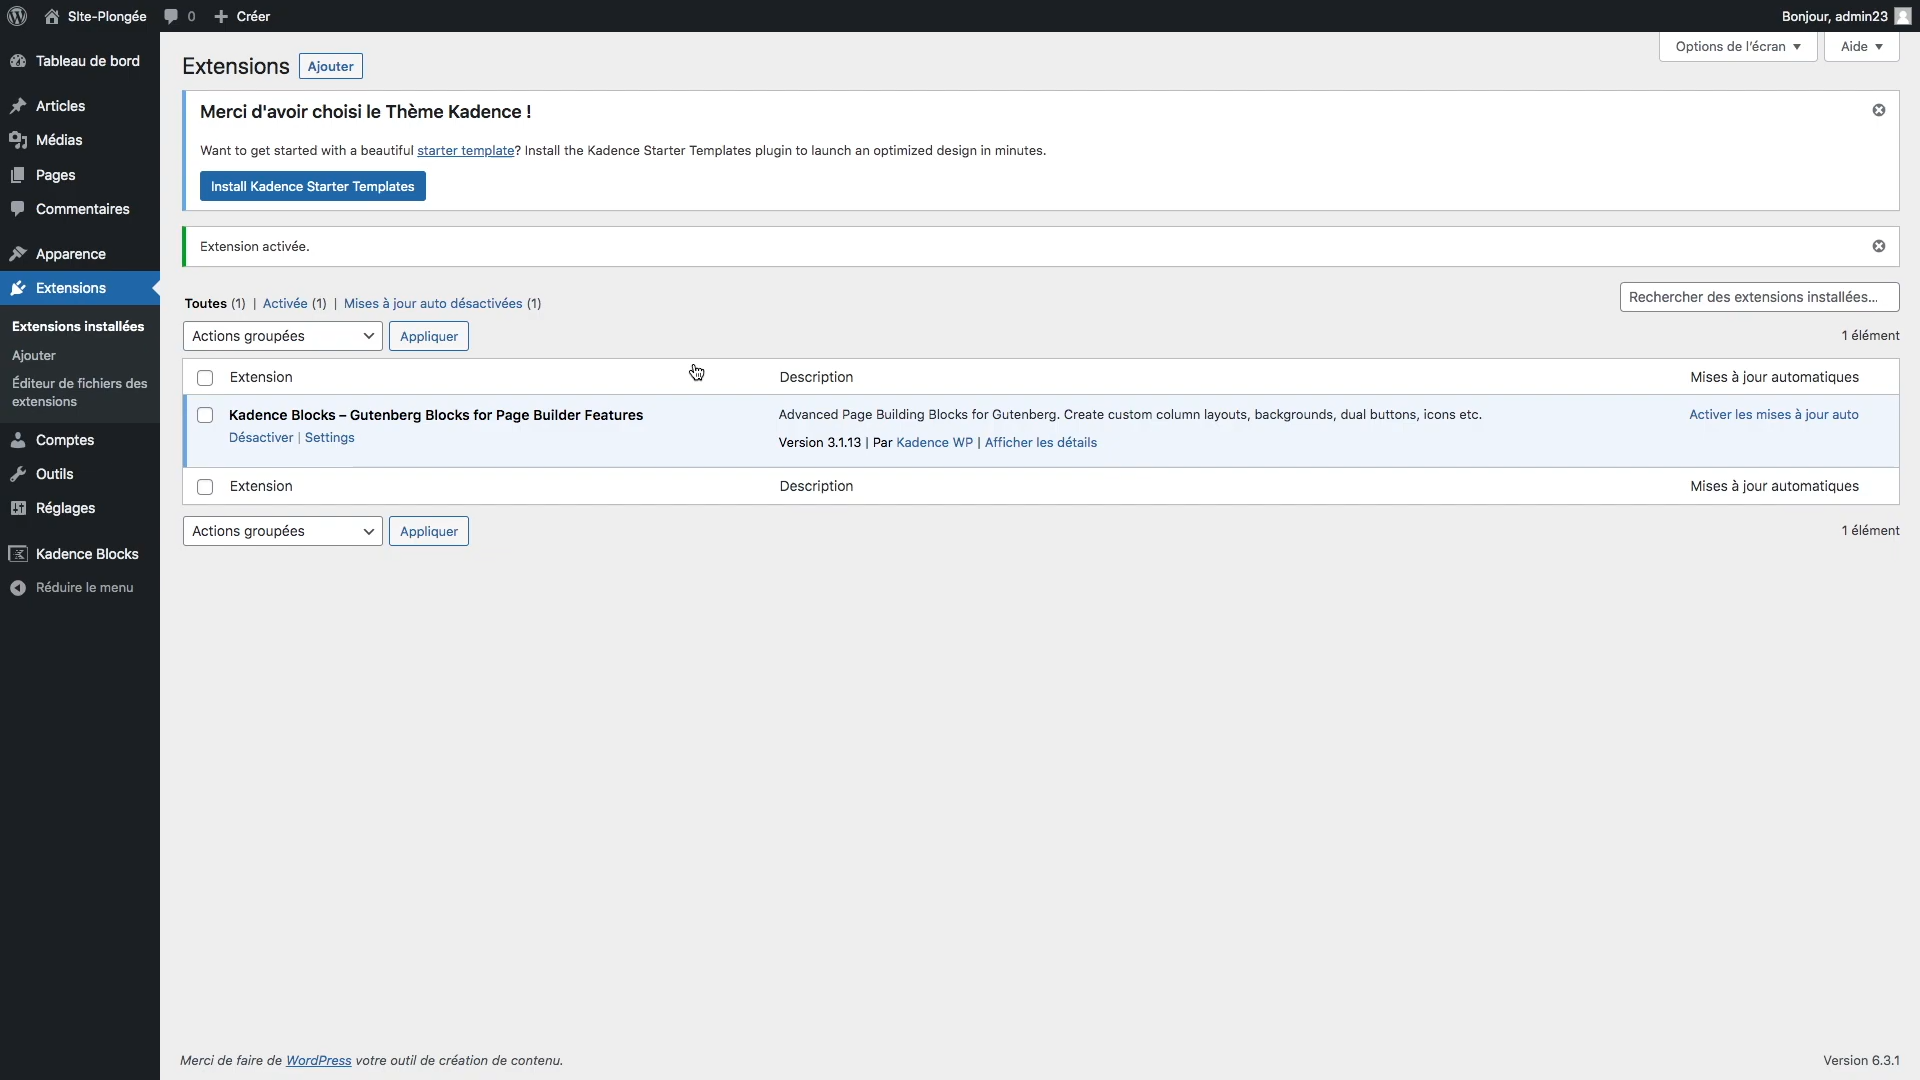 SIte-Plongée 0 Créer Bonjour, admin23
Options de l'écran Aide
Tableau de bord
Articles
Médias
Pages
Commentaires
Apparence
Extensions
Extensions installées
Ajouter
Éditeur de fichiers des
extensions
Comptes
Outils
Réglages
Kadence Blocks
Réduire le menu
Extensions Ajouter
Merci d'avoir choisi le Thème Kadence !
Want to get started with a beautiful starter template? Install the Kadence Starter Templates plugin to launch an optimized design in minutes.
Install Kadence Starter Templates
Extension activée.
Toutes (1) | Activée (1) | Mises à jour auto désactivées (1)
Rechercher des extensions installées...
Actions groupées Appliquer 1 élément
Extension Description Mises à jour automatiques
Kadence Blocks – Gutenberg Blocks for Page Builder Features Advanced Page Building Blocks for Gutenberg. Create custom column layouts, backgrounds, dual buttons, icons etc. Activer les mises à jour auto
Désactiver | Settings Version 3.1.13 | Par Kadence WP | Afficher les détails
Extension Description Mises à jour automatiques
Actions groupées Appliquer 1 élément
Merci de faire de WordPress votre outil de création de contenu. Version 6.3.1